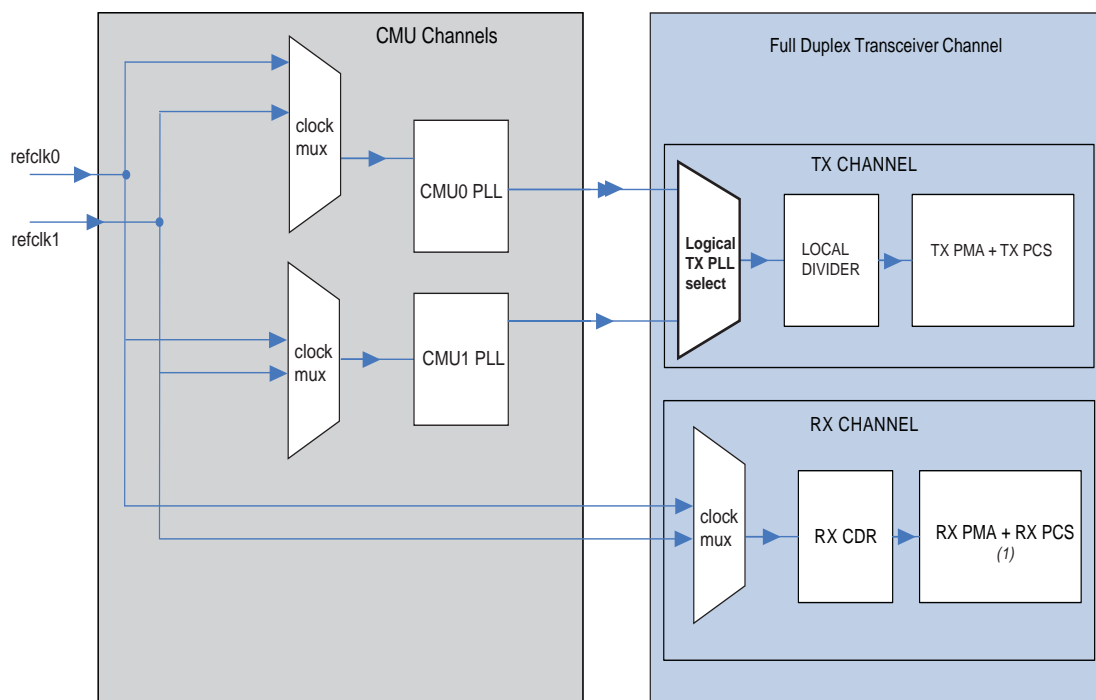 CMU Channels
Full Duplex Transceiver Channel
refclk0
refclk1
clock
mux
CMU0 PLL
clock
mux
CMU1 PLL
TX CHANNEL
Logical
TX PLL
select
LOCAL
DIVIDER
TX PMA + TX PCS
RX CHANNEL
clock
mux
RX CDR
RX PMA + RX PCS
(1)